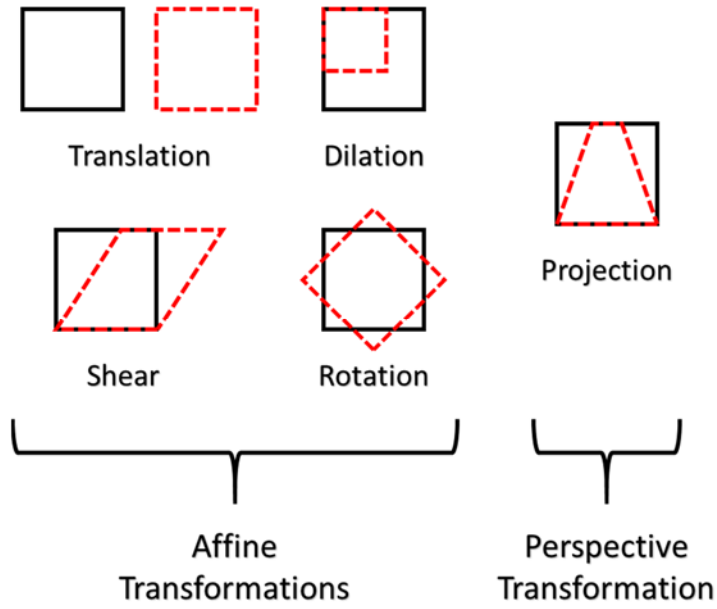 Translation
Dilation
Projection
Shear
Rotation
Affine
Transformations
Perspective
Transformation